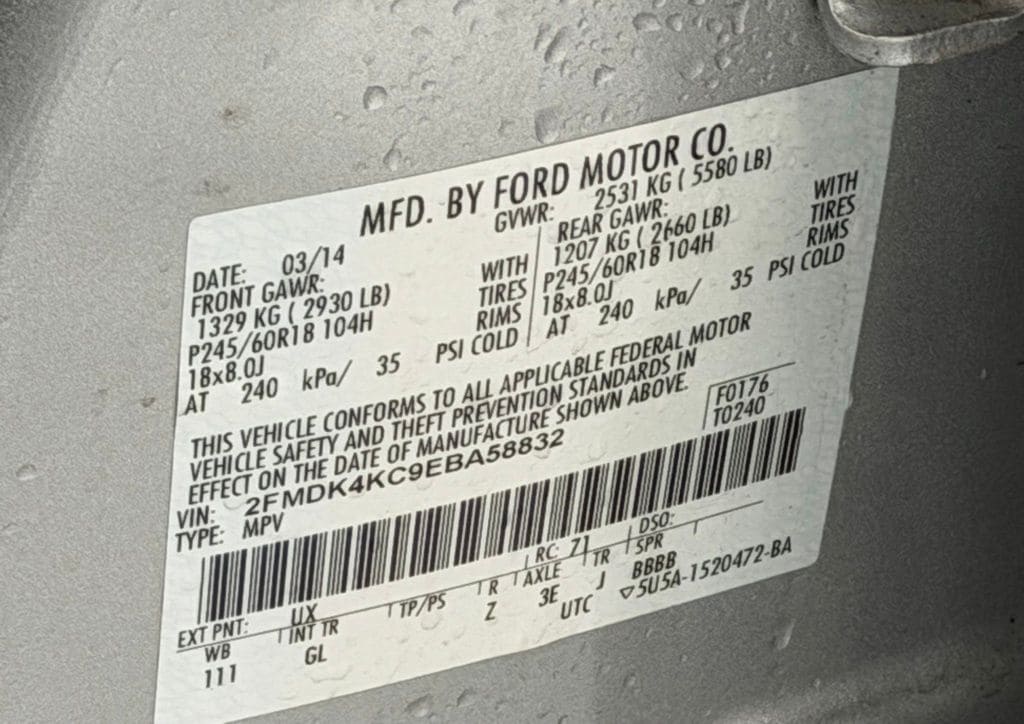 MFD. BY FORD MOTOR CO.
DATE: 03/14 GVWR: 2531 KG ( 5580 LB)
FRONT GAWR: REAR GAWR:
1329 KG ( 2930 LB) WITH 1207 KG ( 2660 LB) WITH
P245/60R18 104H TIRES P245/60R18 104H TIRES
18x8.0J RIMS 18x8.0J RIMS
AT 240 kPa/ 35 PSI COLD AT 240 kPa/ 35 PSI COLD
THIS VEHICLE CONFORMS TO ALL APPLICABLE FEDERAL MOTOR
VEHICLE SAFETY AND THEFT PREVENTION STANDARDS IN
EFFECT ON THE DATE OF MANUFACTURE SHOWN ABOVE.
F0176
VIN: 2FMDK4KC9EBA58832 T0240
TYPE: MPV
EXT PNT: UX RC: 71 DSO:
WB INT TR TP/PS R AXLE TR SPR
111 GL Z 3E J BBBB
UTC ▽5U5A-1520472-BA